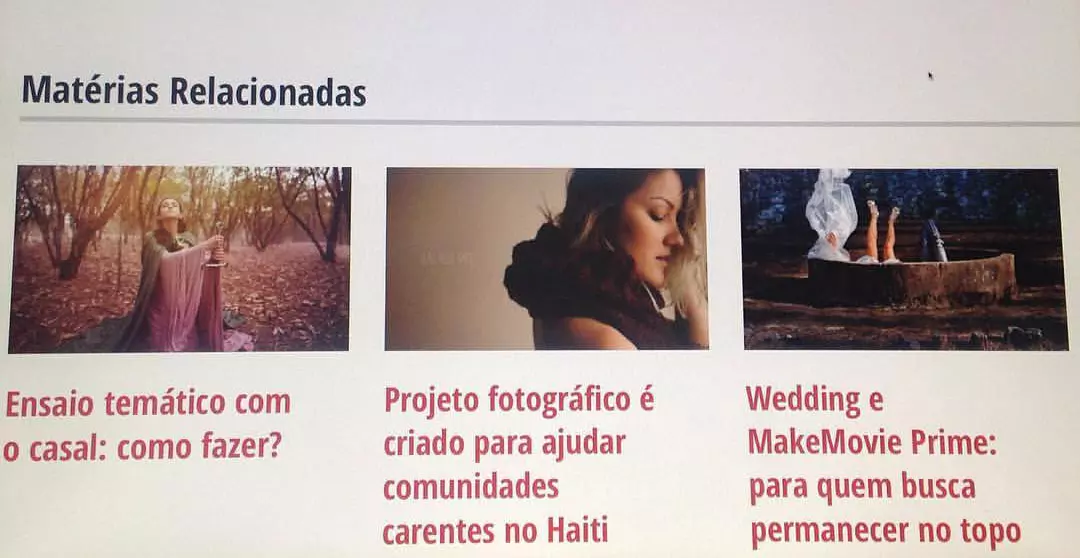 Matérias Relacionadas
Ensaio temático com
o casal: como fazer?
Projeto fotográfico é
criado para ajudar
comunidades
carentes no Haiti
Wedding e
MakeMovie Prime:
para quem busca
permanecer no topo